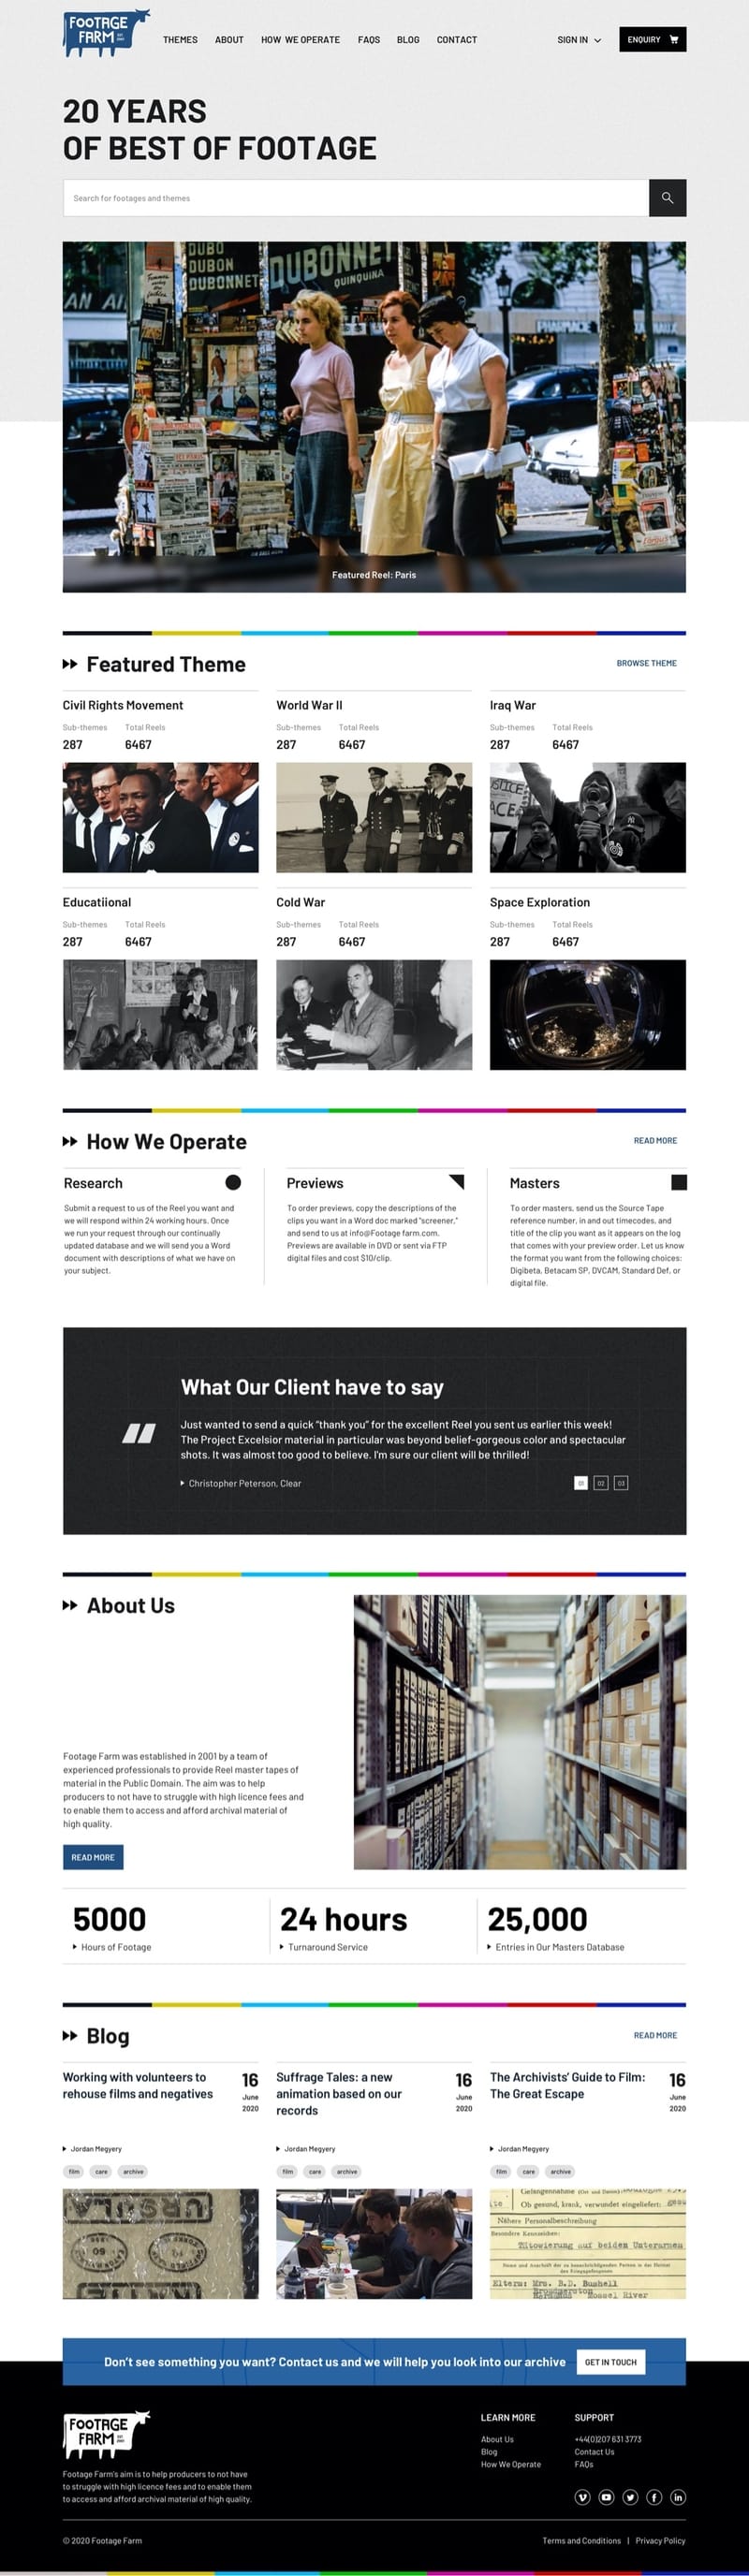 FOOTAGE
FARM
THEMES ABOUT HOW WE OPERATE FAQS BLOG CONTACT
SIGN IN ENQUIRY
20 YEARS
OF BEST OF FOOTAGE
Search for footages and themes
DUBO
DUBON
DUBONNET
DUBONNET
QUINQUINA
Featured Reel: Paris
Featured Theme
BROWSE THEME
Civil Rights Movement
Sub-themes Total Reels
287 6467
World War II
Sub-themes Total Reels
287 6467
Iraq War
Sub-themes Total Reels
287 6467
Educatiional
Sub-themes Total Reels
287 6467
Cold War
Sub-themes Total Reels
287 6467
Space Exploration
Sub-themes Total Reels
287 6467
How We Operate
READ MORE
Research
Submit a request to us of the Reel you want and
we will respond within 24 working hours. Once
we run your request through our continually
updated database and we will send you a Word
document with descriptions of what we have on
your subject.
Previews
To order previews, copy the descriptions of the
clips you want in a Word doc marked "screener,"
and send to us at info@Footage farm.com.
Previews are available in DVD or sent via FTP
digital files and cost $10/clip.
Masters
To order masters, send us the Source Tape
reference number, in and out timecodes, and
title of the clip you want as it appears on the log
that comes with your preview order. Let us know
the format you want from the following choices:
Digibeta, Betacam SP, DVCAM, Standard Def, or
digital file.
What Our Client have to say
Just wanted to send a quick "thank you" for the excellent Reel you sent us earlier this week!
The Project Excelsior material in particular was beyond belief-gorgeous color and spectacular
shots. It was almost too good to believe. I'm sure our client will be thrilled!
Christopher Peterson, Clear
01 02 03
About Us
Footage Farm was established in 2001 by a team of
experienced professionals to provide Reel master tapes of
material in the Public Domain. The aim was to help
producers to not have to struggle with high licence fees and
to enable them to access and afford archival material of
high quality.
READ MORE
5000
Hours of Footage
24 hours
Turnaround Service
25,000
Entries in Our Masters Database
Blog
READ MORE
Working with volunteers to
rehouse films and negatives
16
June
2020
Jordan Megyery
film care archive
Suffrage Tales: a new
animation based on our
records
16
June
2020
Jordan Megyery
film care archive
The Archivists' Guide to Film:
The Great Escape
16
June
2020
Jordan Megyery
film care archive
Ob gesund, krank, verwundet eingeliefert:
Nähere Personalbeschreibung
Besondere Kennzeichen:
Tätowierung auf beiden Unterarmen
Eltern: Mrs. B.D. Bushell
Don't see something you want? Contact us and we will help you look into our archive
GET IN TOUCH
FOOTAGE
FARM
Footage Farm's aim is to help producers to not have
to struggle with high licence fees and to enable them
to access and afford archival material of high quality.
LEARN MORE
About Us
Blog
How We Operate
SUPPORT
+44(0)207 631 3773
Contact Us
FAQs
© 2020 Footage Farm
Terms and Conditions | Privacy Policy